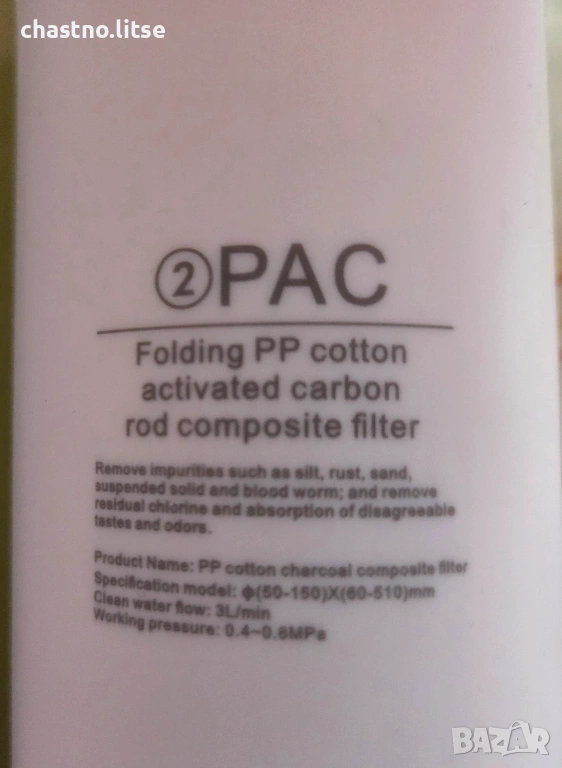 chastno.litse
②PAC
Folding PP cotton
activated carbon
rod composite filter
Remove impurities such as silt, rust, sand,
suspended solid and blood worm; and remove
residual chlorine and absorption of disagreeable
tastes and odors.
Product Name: PP cotton charcoal composite filter
Specification model: ф(50-150)X(60-510)mm
Clean water flow: 3L/min
Working pressure: 0.4~0.6MPa
BAZAR